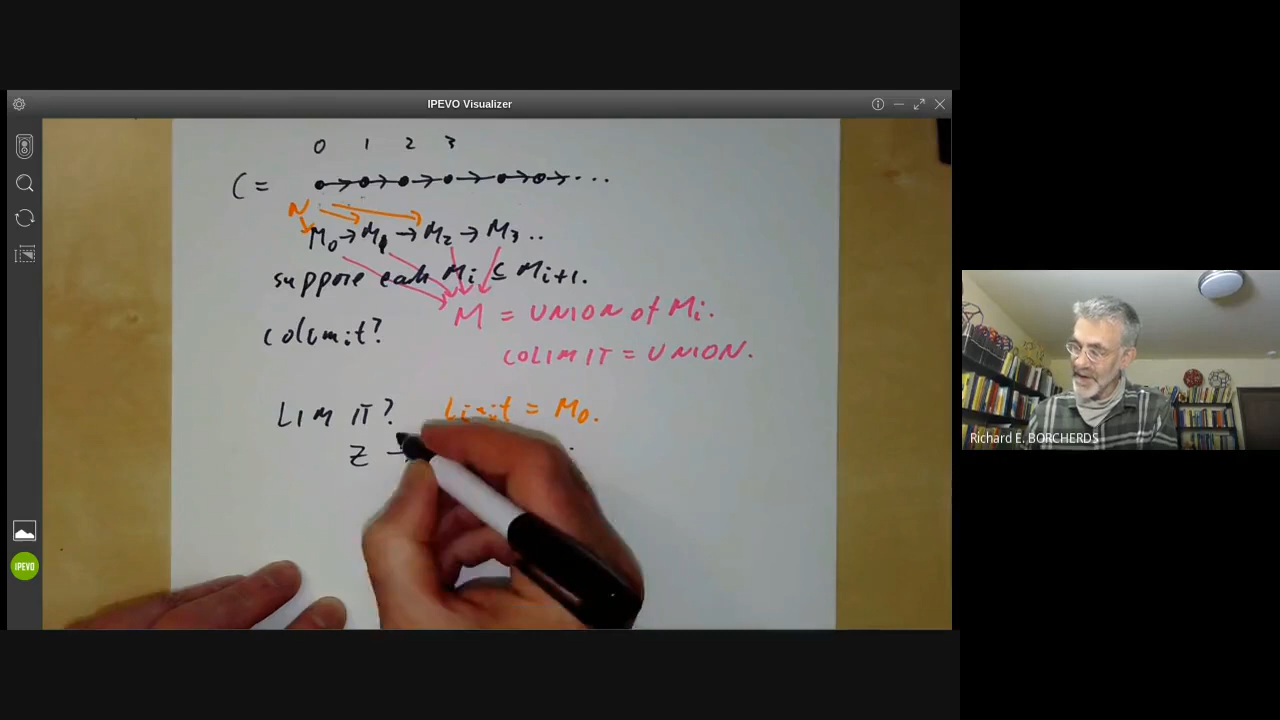 IPEVO Visualizer
0 1 2 3
C = ...
N
M0 → M1 → M2 → M3 ..
suppose each Mi ⊆ Mi+1.
colimit?
M = UNION of Mi.
COLIMIT = UNION.
LIMIT? Limit = M0.
Z →
Richard E. BORCHERDS
IPEVO